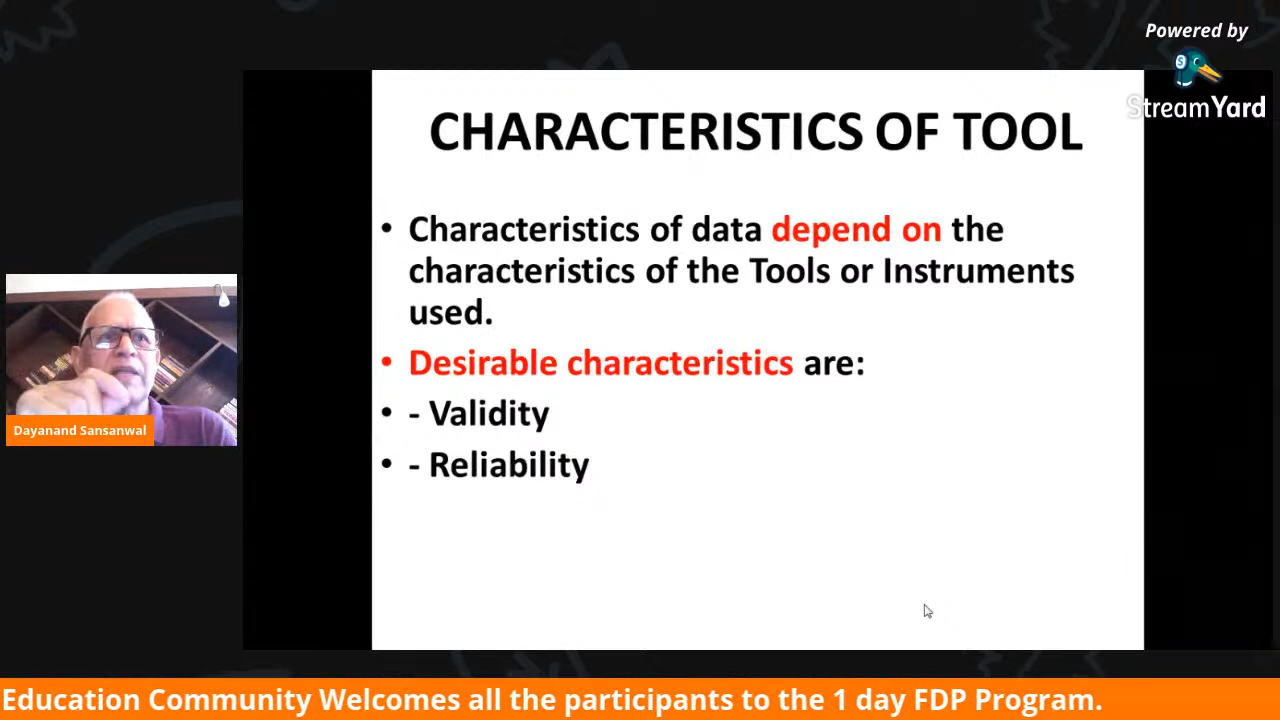 Powered by
StreamYard
CHARACTERISTICS OF TOOL
• Characteristics of data depend on the
characteristics of the Tools or Instruments
used.
• Desirable characteristics are:
• - Validity
• - Reliability
Dayanand Sansanwal
Education Community Welcomes all the participants to the 1 day FDP Program.